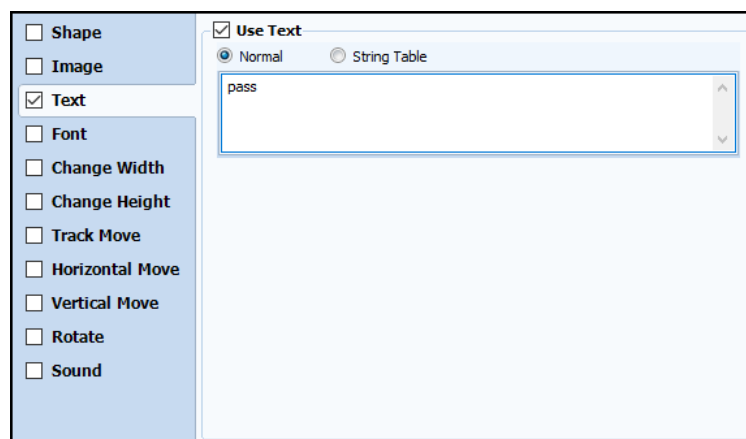 Shape
Image
Text
Font
Change Width
Change Height
Track Move
Horizontal Move
Vertical Move
Rotate
Sound
Use Text
Normal String Table
pass